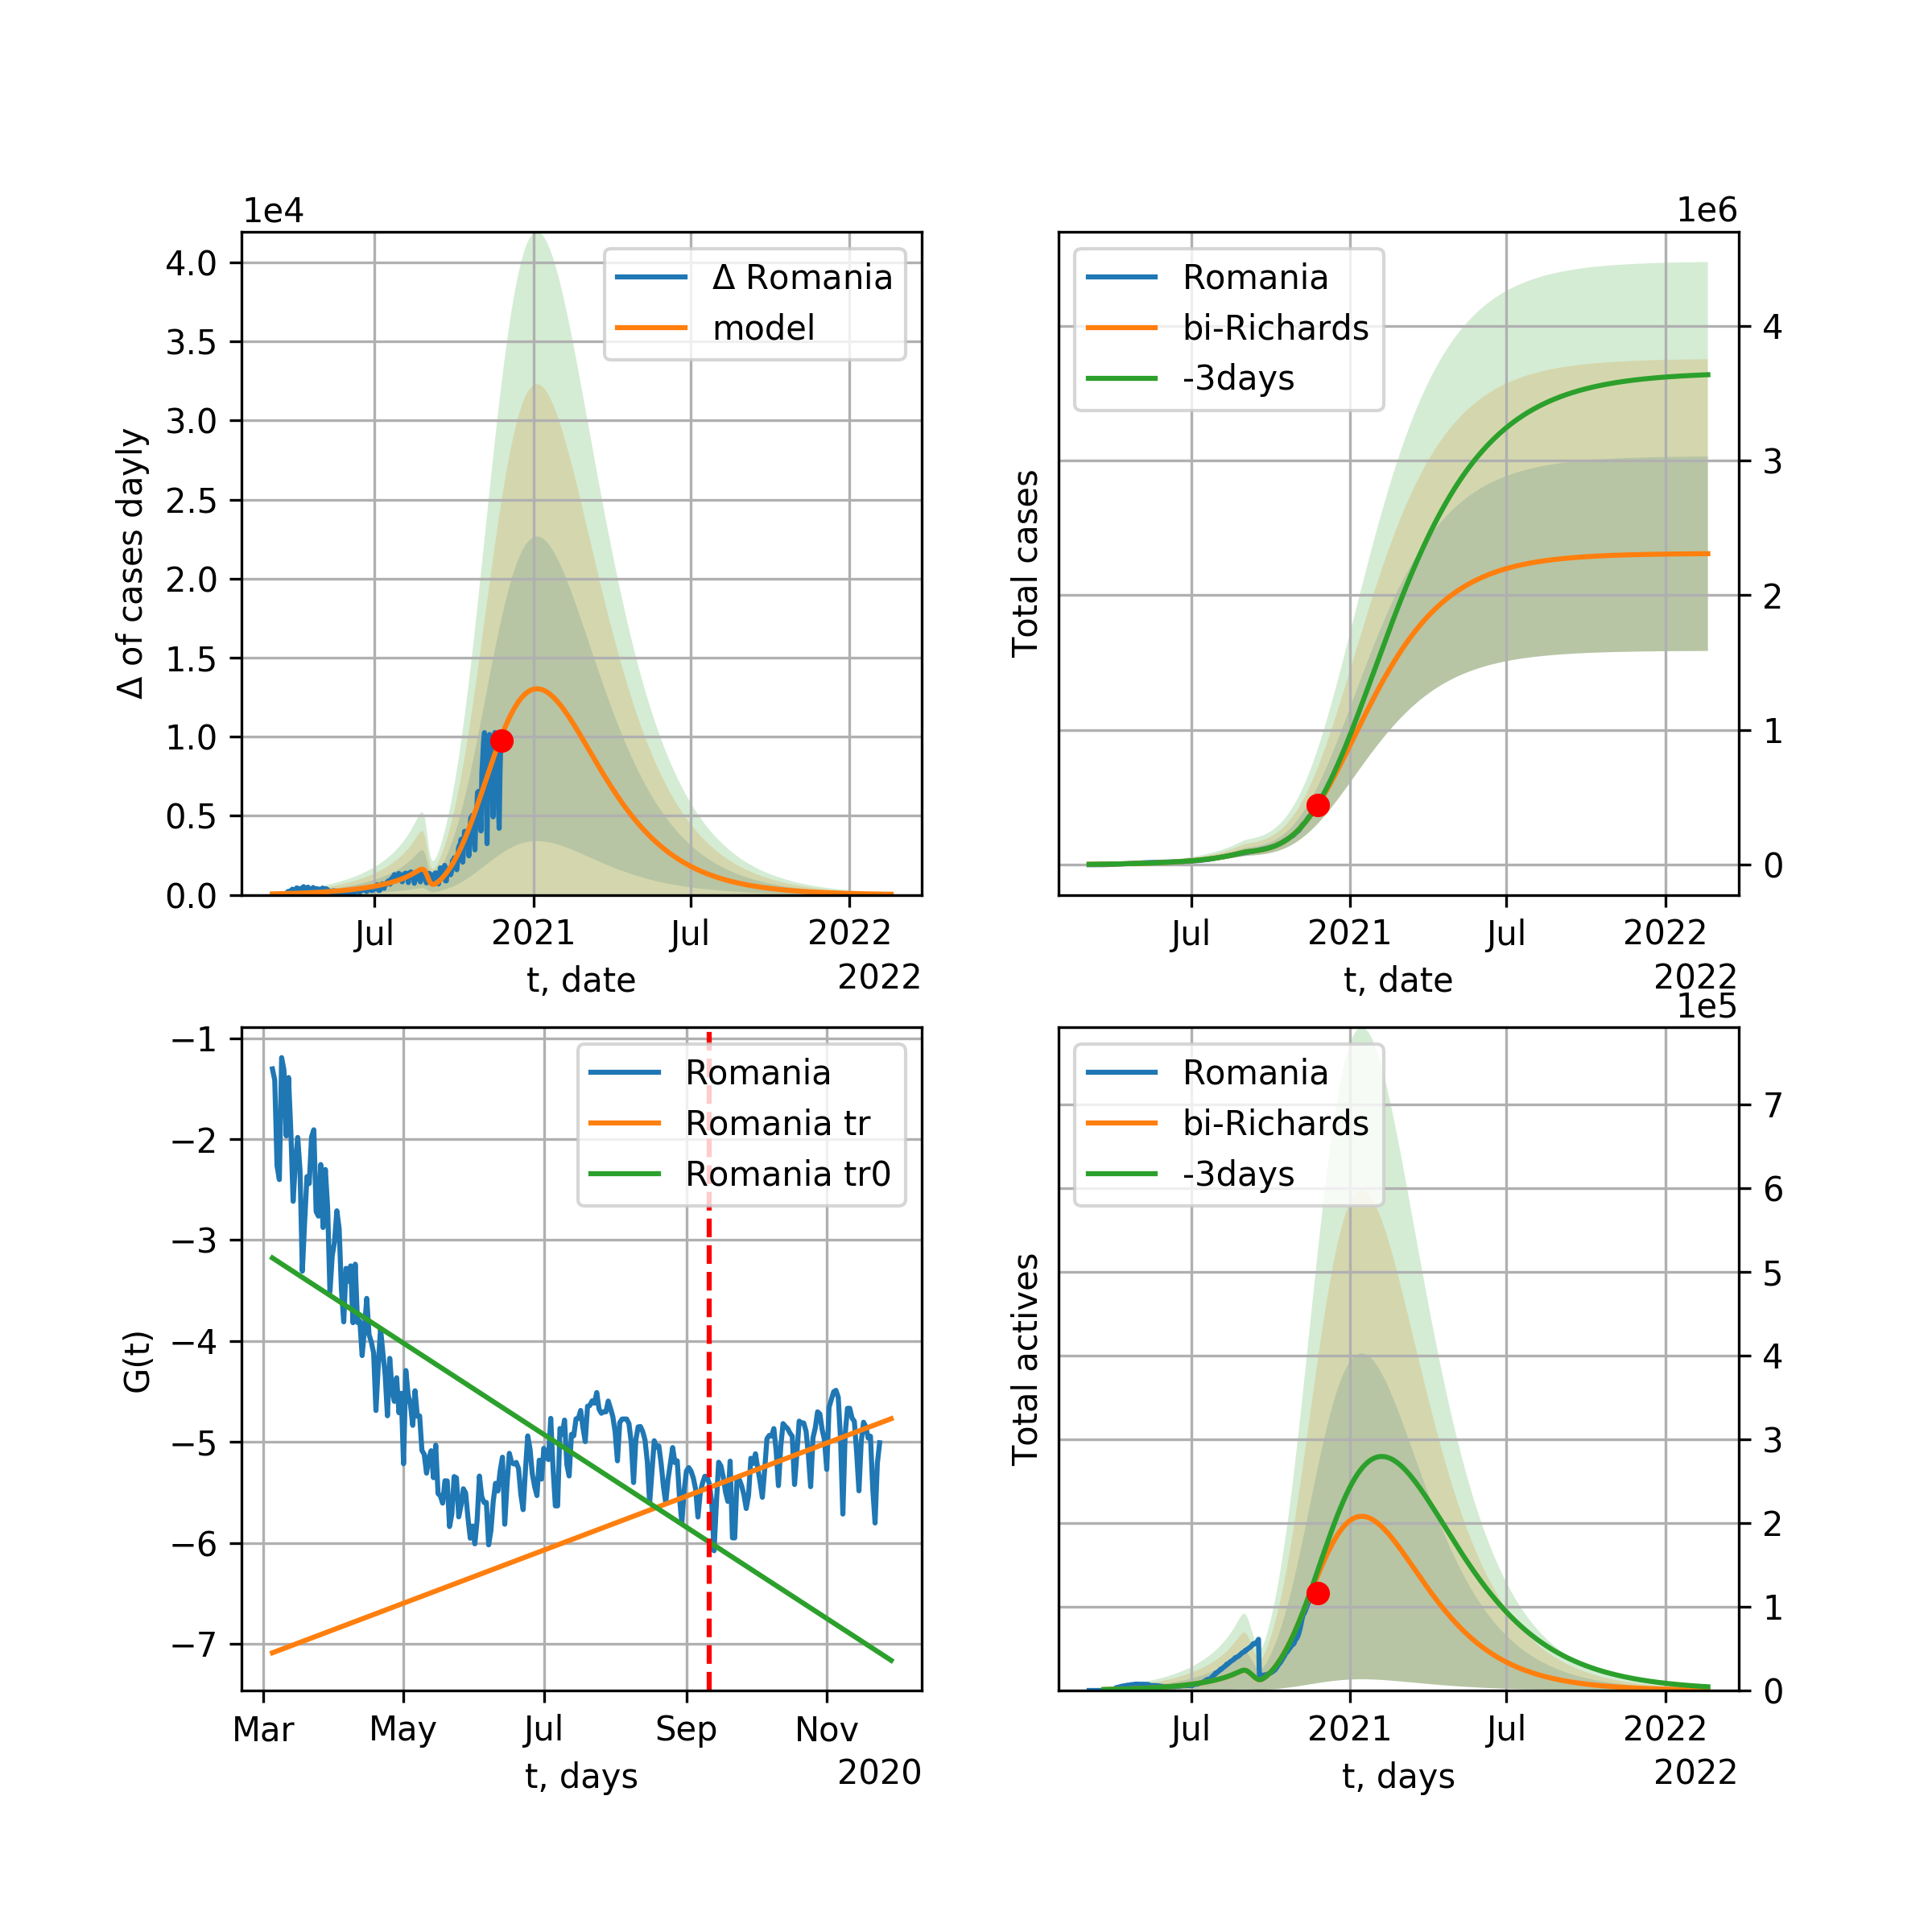 1e4
Δ of cases dayly
4.0
3.5
3.0
2.5
2.0
1.5
1.0
0.5
0.0
Δ Romania
model
Jul
2021
Jul
2022
t, date
2022
1e6
Total cases
Romania
bi-Richards
-3days
4
3
2
1
0
Jul
2021
Jul
2022
t, date
2022
G(t)
−1
−2
−3
−4
−5
−6
−7
Romania
Romania tr
Romania tr0
Mar
May
Jul
Sep
Nov
t, days
2020
1e5
Total actives
Romania
bi-Richards
-3days
7
6
5
4
3
2
1
0
Jul
2021
Jul
2022
t, days
2022